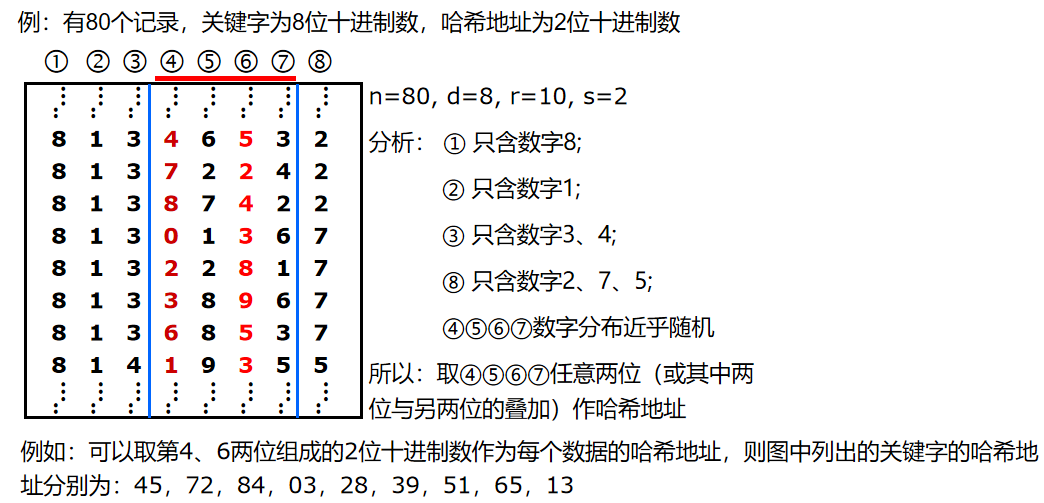 例：有80个记录，关键字为8位十进制数，哈希地址为2位十进制数
① ② ③ ④ ⑤ ⑥ ⑦ ⑧
8 1 3 4 6 5 3 2
8 1 3 7 2 2 4 2
8 1 3 8 7 4 2 2
8 1 3 0 1 3 6 7
8 1 3 2 2 8 1 7
8 1 3 3 8 9 6 7
8 1 3 6 8 5 3 7
8 1 4 1 9 3 5 5
n=80, d=8, r=10, s=2
分析： ① 只含数字8;
② 只含数字1;
③ 只含数字3、4;
⑧ 只含数字2、7、5;
④⑤⑥⑦数字分布近乎随机
所以：取④⑤⑥⑦任意两位（或其中两
位与另两位的叠加）作哈希地址
例如：可以取第4、6两位组成的2位十进制数作为每个数据的哈希地址，则图中列出的关键字的哈希地
址分别为：45，72，84，03，28，39，51，65，13